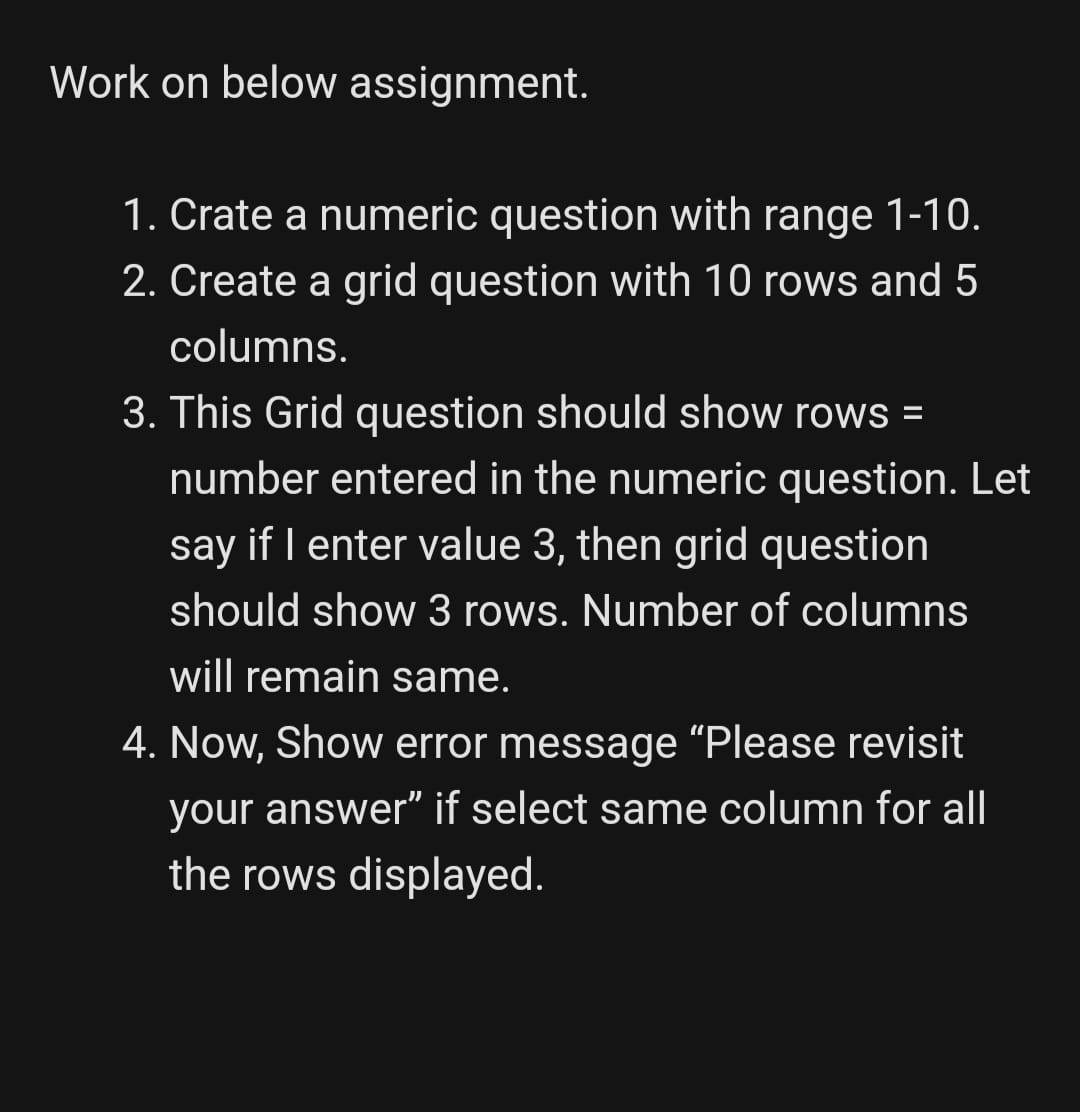 Work on below assignment.
1. Crate a numeric question with range 1-10.
2. Create a grid question with 10 rows and 5
columns.
3. This Grid question should show rows =
number entered in the numeric question. Let
say if I enter value 3, then grid question
should show 3 rows. Number of columns
will remain same.
4. Now, Show error message “Please revisit
your answer” if select same column for all
the rows displayed.